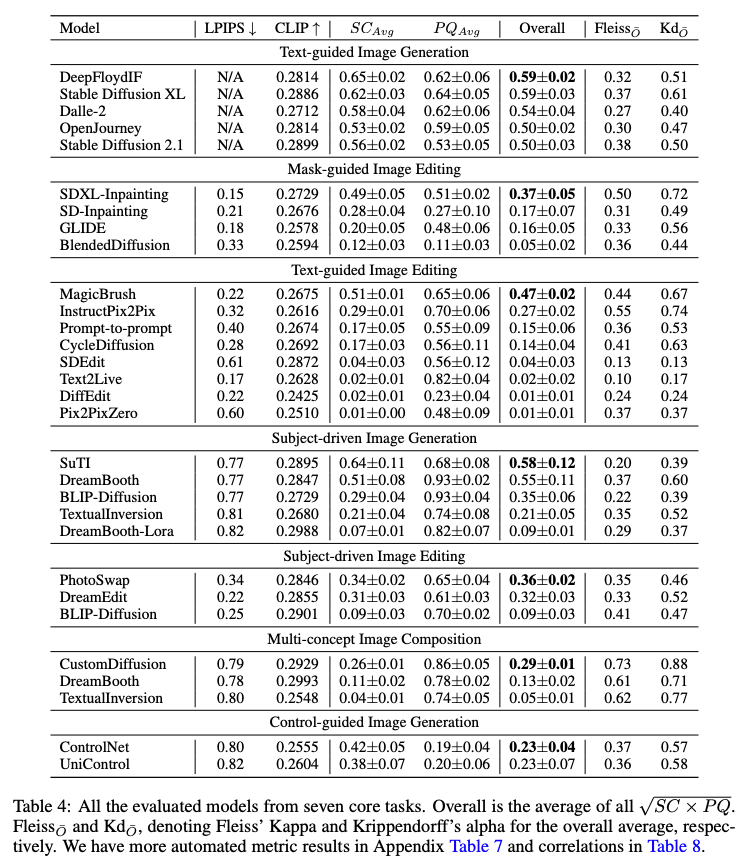 Model LPIPS ↓ CLIP ↑ SC_Avg PQ_Avg Overall Fleiss_Ō Kd_Ō
Text-guided Image Generation
DeepFloydIF N/A 0.2814 0.65±0.02 0.62±0.06 0.59±0.02 0.32 0.51
Stable Diffusion XL N/A 0.2886 0.62±0.03 0.64±0.05 0.59±0.03 0.37 0.61
Dalle-2 N/A 0.2712 0.58±0.04 0.62±0.06 0.54±0.04 0.27 0.40
OpenJourney N/A 0.2814 0.53±0.02 0.59±0.05 0.50±0.02 0.30 0.47
Stable Diffusion 2.1 N/A 0.2899 0.56±0.02 0.53±0.05 0.50±0.03 0.38 0.50
Mask-guided Image Editing
SDXL-Inpainting 0.15 0.2729 0.49±0.05 0.51±0.02 0.37±0.05 0.50 0.72
SD-Inpainting 0.21 0.2676 0.28±0.04 0.27±0.10 0.17±0.07 0.31 0.49
GLIDE 0.18 0.2578 0.20±0.05 0.48±0.06 0.16±0.05 0.33 0.56
BlendedDiffusion 0.33 0.2594 0.12±0.03 0.11±0.03 0.05±0.02 0.36 0.44
Text-guided Image Editing
MagicBrush 0.22 0.2675 0.51±0.01 0.65±0.06 0.47±0.02 0.44 0.67
InstructPix2Pix 0.32 0.2616 0.29±0.01 0.70±0.06 0.27±0.02 0.55 0.74
Prompt-to-prompt 0.40 0.2674 0.17±0.05 0.55±0.09 0.15±0.06 0.36 0.53
CycleDiffusion 0.28 0.2692 0.17±0.03 0.56±0.11 0.14±0.04 0.41 0.63
SDEdit 0.61 0.2872 0.04±0.03 0.56±0.12 0.04±0.03 0.13 0.13
Text2Live 0.17 0.2628 0.02±0.01 0.82±0.04 0.02±0.02 0.10 0.17
DiffEdit 0.22 0.2425 0.02±0.01 0.23±0.04 0.01±0.01 0.24 0.24
Pix2PixZero 0.60 0.2510 0.01±0.00 0.48±0.09 0.01±0.01 0.37 0.37
Subject-driven Image Generation
SuTI 0.77 0.2895 0.64±0.11 0.68±0.08 0.58±0.12 0.20 0.39
DreamBooth 0.77 0.2847 0.51±0.08 0.93±0.02 0.55±0.11 0.37 0.60
BLIP-Diffusion 0.77 0.2729 0.29±0.04 0.93±0.04 0.35±0.06 0.22 0.39
TextualInversion 0.81 0.2680 0.21±0.04 0.74±0.08 0.21±0.05 0.35 0.52
DreamBooth-Lora 0.82 0.2988 0.07±0.01 0.82±0.07 0.09±0.01 0.29 0.37
Subject-driven Image Editing
PhotoSwap 0.34 0.2846 0.34±0.02 0.65±0.04 0.36±0.02 0.35 0.46
DreamEdit 0.22 0.2855 0.31±0.03 0.61±0.03 0.32±0.03 0.33 0.52
BLIP-Diffusion 0.25 0.2901 0.09±0.03 0.70±0.02 0.09±0.03 0.41 0.47
Multi-concept Image Composition
CustomDiffusion 0.79 0.2929 0.26±0.01 0.86±0.05 0.29±0.01 0.73 0.88
DreamBooth 0.78 0.2993 0.11±0.02 0.78±0.02 0.13±0.02 0.61 0.71
TextualInversion 0.80 0.2548 0.04±0.01 0.74±0.05 0.05±0.01 0.62 0.77
Control-guided Image Generation
ControlNet 0.80 0.2555 0.42±0.05 0.19±0.04 0.23±0.04 0.37 0.57
UniControl 0.82 0.2604 0.38±0.07 0.20±0.06 0.23±0.07 0.36 0.58
Table 4: All the evaluated models from seven core tasks. Overall is the average of all √SC × PQ.
Fleiss_Ō and Kd_Ō, denoting Fleiss' Kappa and Krippendorff's alpha for the overall average, respec-
tively. We have more automated metric results in Appendix Table 7 and correlations in Table 8.